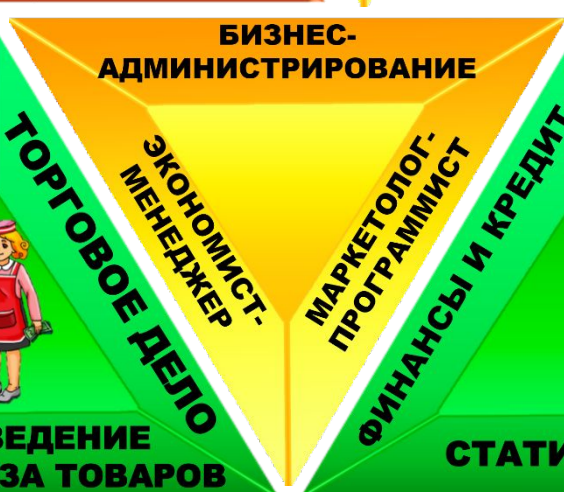 БИЗНЕС-
АДМИНИСТРИРОВАНИЕ
ТОРГОВОЕ ДЕЛО
ЭКОНОМИСТ-
МЕНЕДЖЕР
МАРКЕТОЛОГ-
ПРОГРАММИСТ
ФИНАНСЫ И КРЕДИТ
ВЕДЕНИЕ
ЗА ТОВАРОВ
СТАТИ